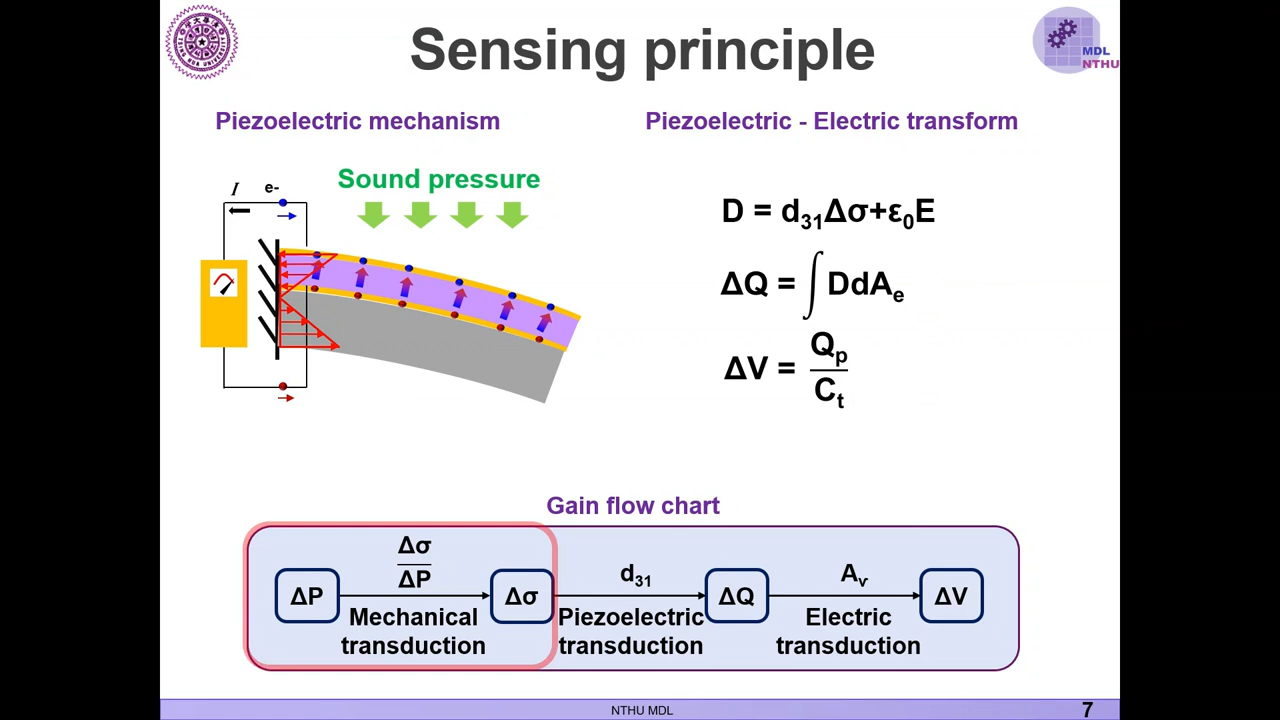 Sensing principle
MDL
NTHU
Piezoelectric mechanism
Piezoelectric - Electric transform
Sound pressure
I e-
D = d₃₁Δσ+ε₀E
ΔQ = ∫ DdAₑ
ΔV = Qₚ / Cₜ
Gain flow chart
ΔP
Δσ / ΔP
Mechanical
transduction
Δσ
d₃₁
Piezoelectric
transduction
ΔQ
Aᵥ
Electric
transduction
ΔV
NTHU MDL
7